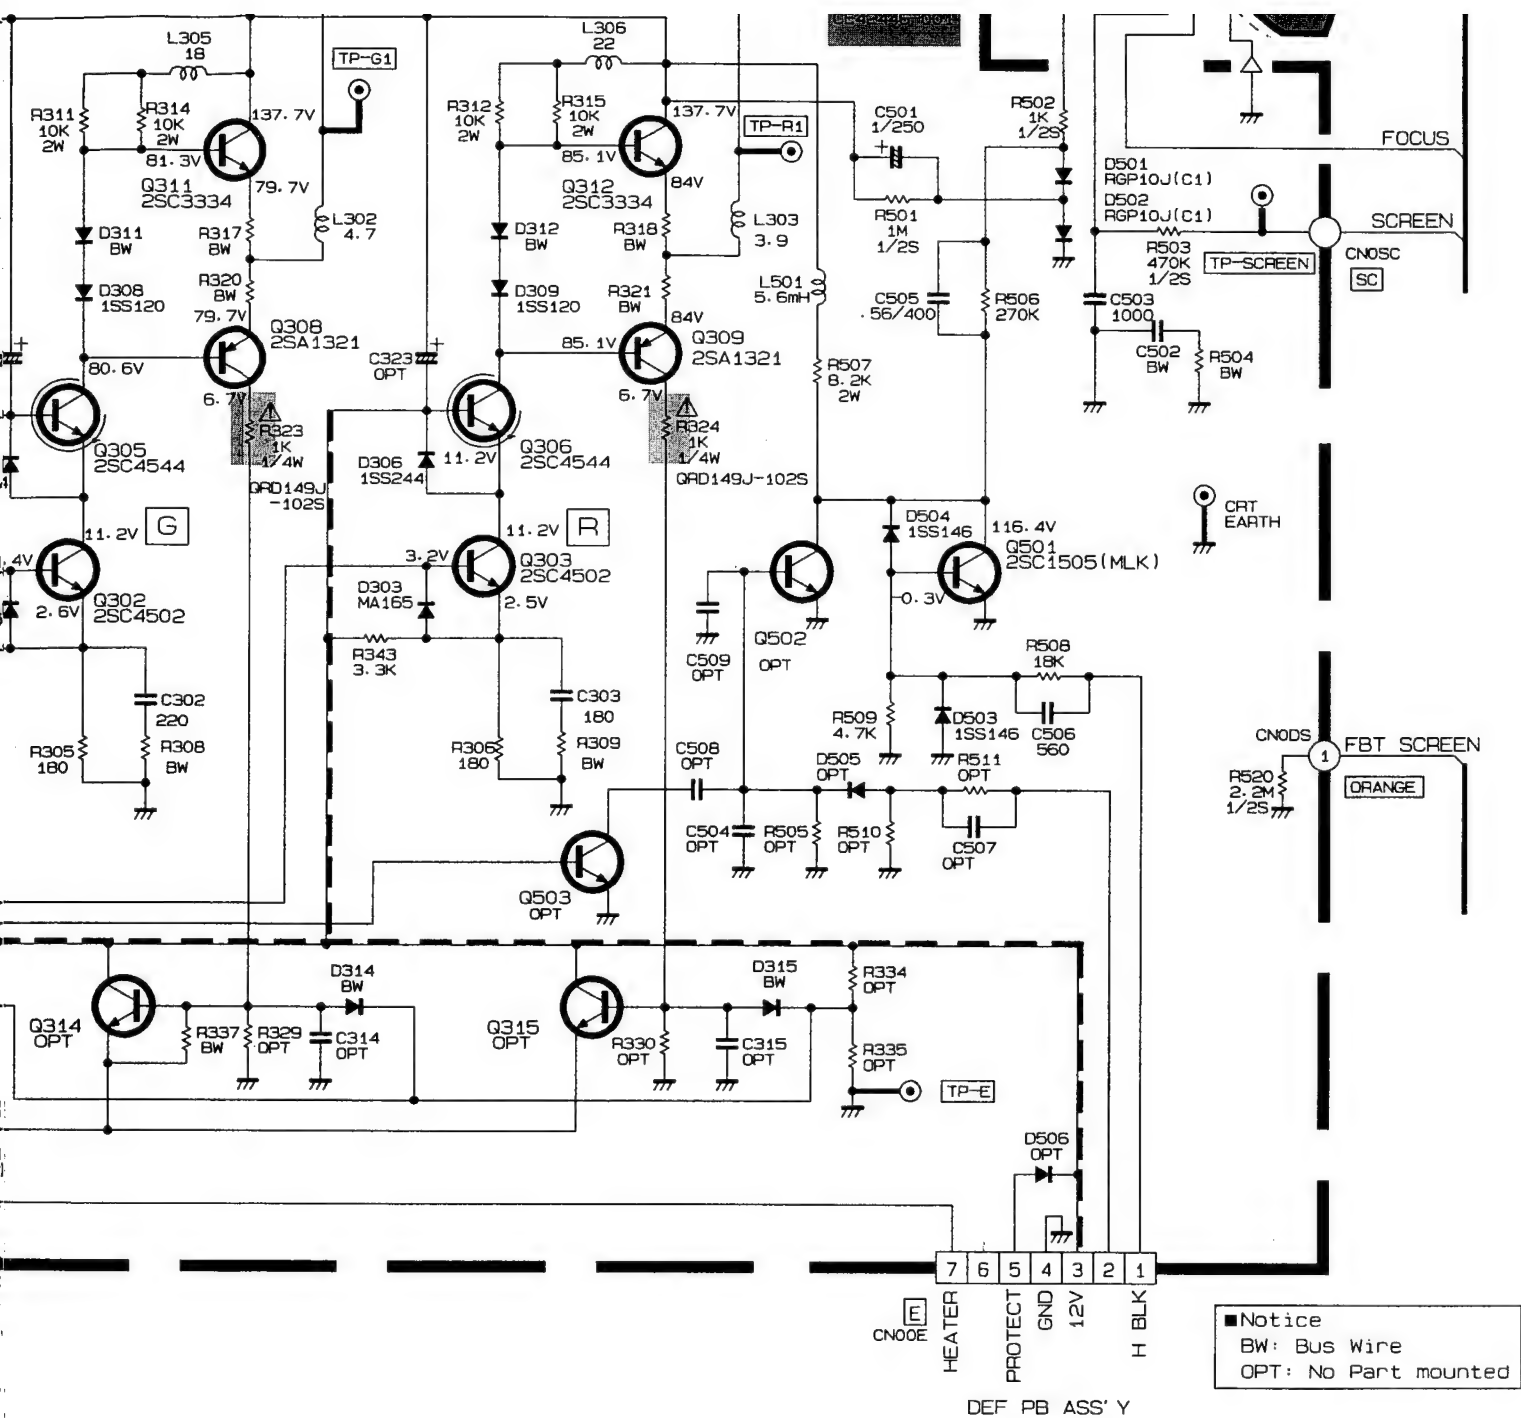 L305
18
TP-G1
R311
10K
2W
R314
10K
2W
137.7V
81.3V
Q311
2SC3334
79.7V
L302
4.7
D311
BW
R317
BW
D308
1SS120
R320
BW
79.7V
Q308
2SA1321
80.6V
6.7V
R323
1K
1/4W
QRD149J
-102S
Q305
2SC4544
11.2V
G
.4V
2.6V
Q302
2SC4502
C302
220
R305
180
R308
BW
L306
22
R312
10K
2W
R315
10K
2W
137.7V
TP-R1
85.1V
Q312
2SC3334
84V
L303
3.9
D312
BW
R318
BW
D309
1SS120
R321
BW
84V
C323
OPT
85.1V
Q309
2SA1321
6.7V
R324
1K
1/4W
QRD149J-102S
D306
1SS244
11.2V
Q306
2SC4544
11.2V
R
3.2V
Q303
2SC4502
D303
MA165
2.5V
R343
3.3K
C303
180
R306
180
R309
BW
C501
1/250
+
R501
1M
1/2S
R502
1K
1/2S
D501
RGP10J(C1)
D502
RGP10J(C1)
FOCUS
SCREEN
R503
470K
1/2S
TP-SCREEN
CNOSC
SC
L501
5.6mH
C505
.56/400
R506
270K
C503
1000
C502
BW
R504
BW
R507
8.2K
2W
D504
1SS146
116.4V
Q501
2SC1505(MLK)
-0.3V
CRT
EARTH
C509
OPT
Q502
OPT
R508
18K
R509
4.7K
D503
1SS146
C506
560
CNODS
1
FBT SCREEN
ORANGE
R520
2.2M
1/2S
C508
OPT
D505
OPT
R511
OPT
C504
OPT
R505
OPT
R510
OPT
C507
OPT
Q503
OPT
D314
BW
Q314
OPT
R337
BW
R329
OPT
C314
OPT
D315
BW
Q315
OPT
R330
OPT
C315
OPT
R334
OPT
R335
OPT
TP-E
D506
OPT
7 6 5 4 3 2 1
E
CN00E
HEATER
PROTECT
GND
12V
H BLK
DEF PB ASS'Y
■Notice
BW: Bus Wire
OPT: No Part mounted